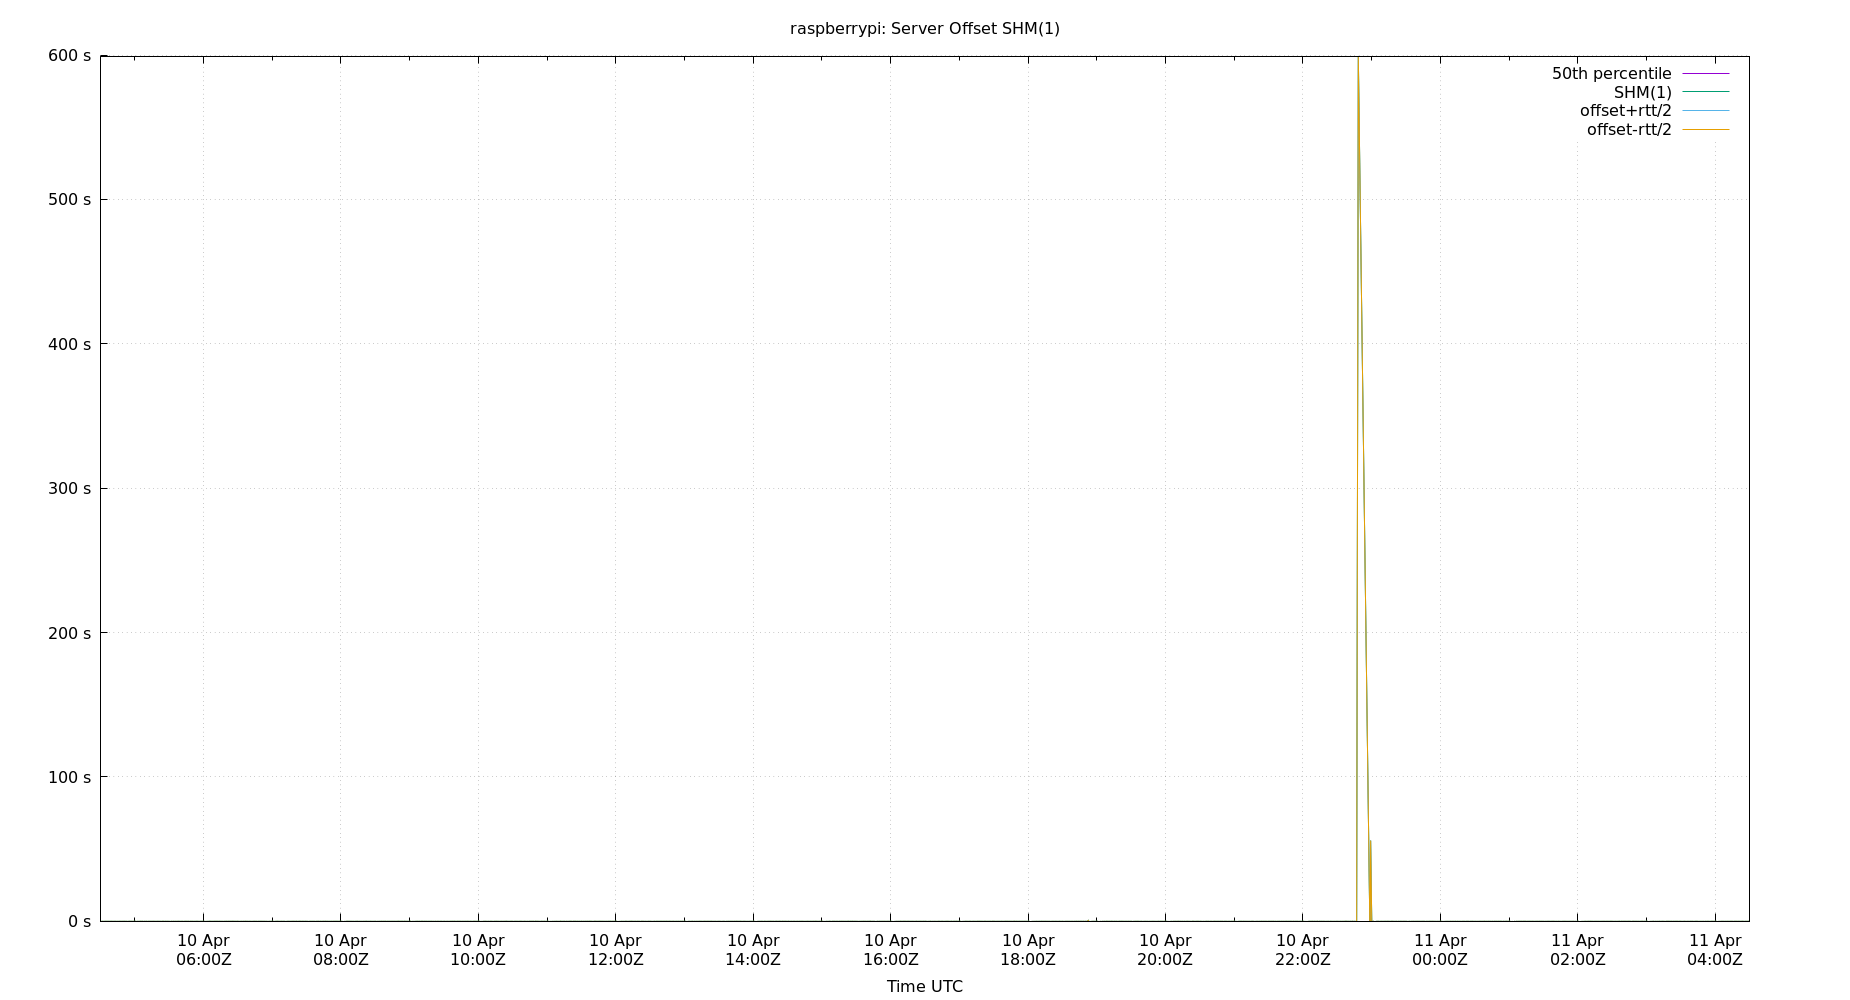 raspberrypi: Server Offset SHM(1)
600 s
500 s
400 s
300 s
200 s
100 s
0 s
50th percentile
SHM(1)
offset+rtt/2
offset-rtt/2
10 Apr 10 Apr 10 Apr 10 Apr 10 Apr 10 Apr 10 Apr 10 Apr 10 Apr 11 Apr 11 Apr 11 Apr
06:00Z 08:00Z 10:00Z 12:00Z 14:00Z 16:00Z 18:00Z 20:00Z 22:00Z 00:00Z 02:00Z 04:00Z
Time UTC